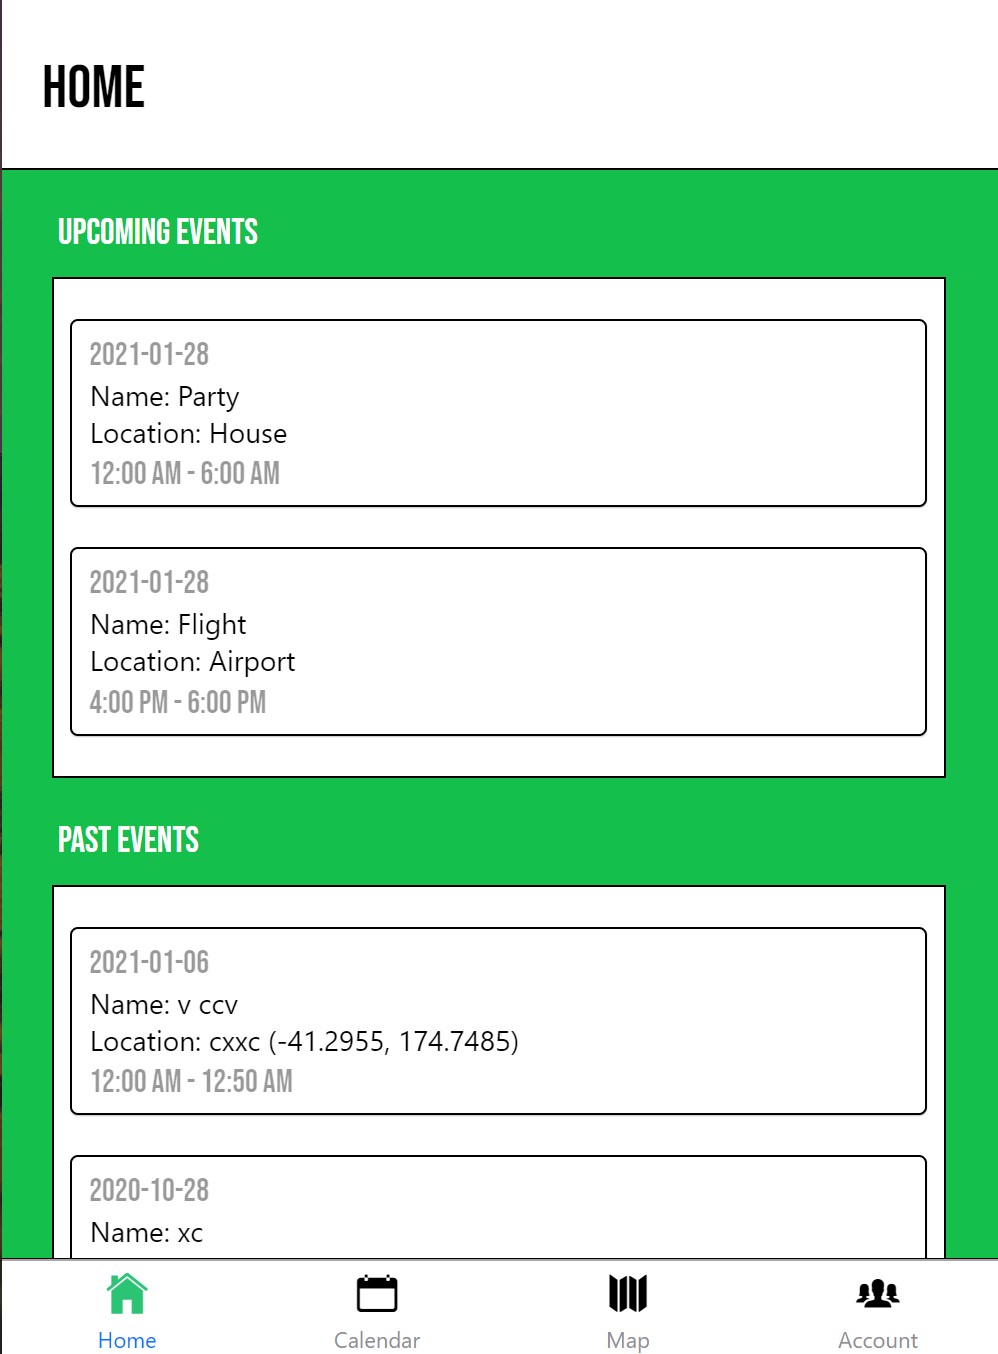 HOME
UPCOMING EVENTS
2021-01-28
Name: Party
Location: House
12:00 AM - 6:00 AM
2021-01-28
Name: Flight
Location: Airport
4:00 PM - 6:00 PM
PAST EVENTS
2021-01-06
Name: v ccv
Location: cxxc (-41.2955, 174.7485)
12:00 AM - 12:50 AM
2020-10-28
Name: xc
Home
Calendar
Map
Account